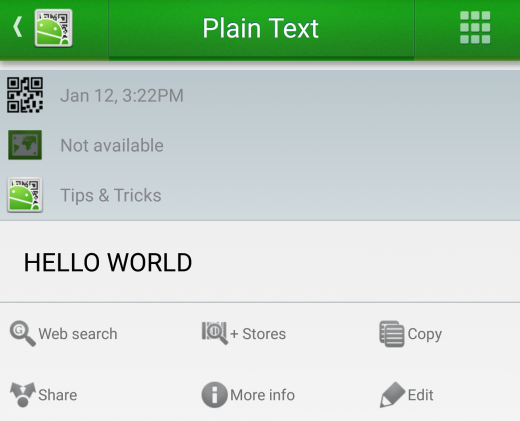 Plain Text
Jan 12, 3:22PM
Not available
Tips & Tricks
HELLO WORLD
Web search
+ Stores
Copy
Share
More info
Edit